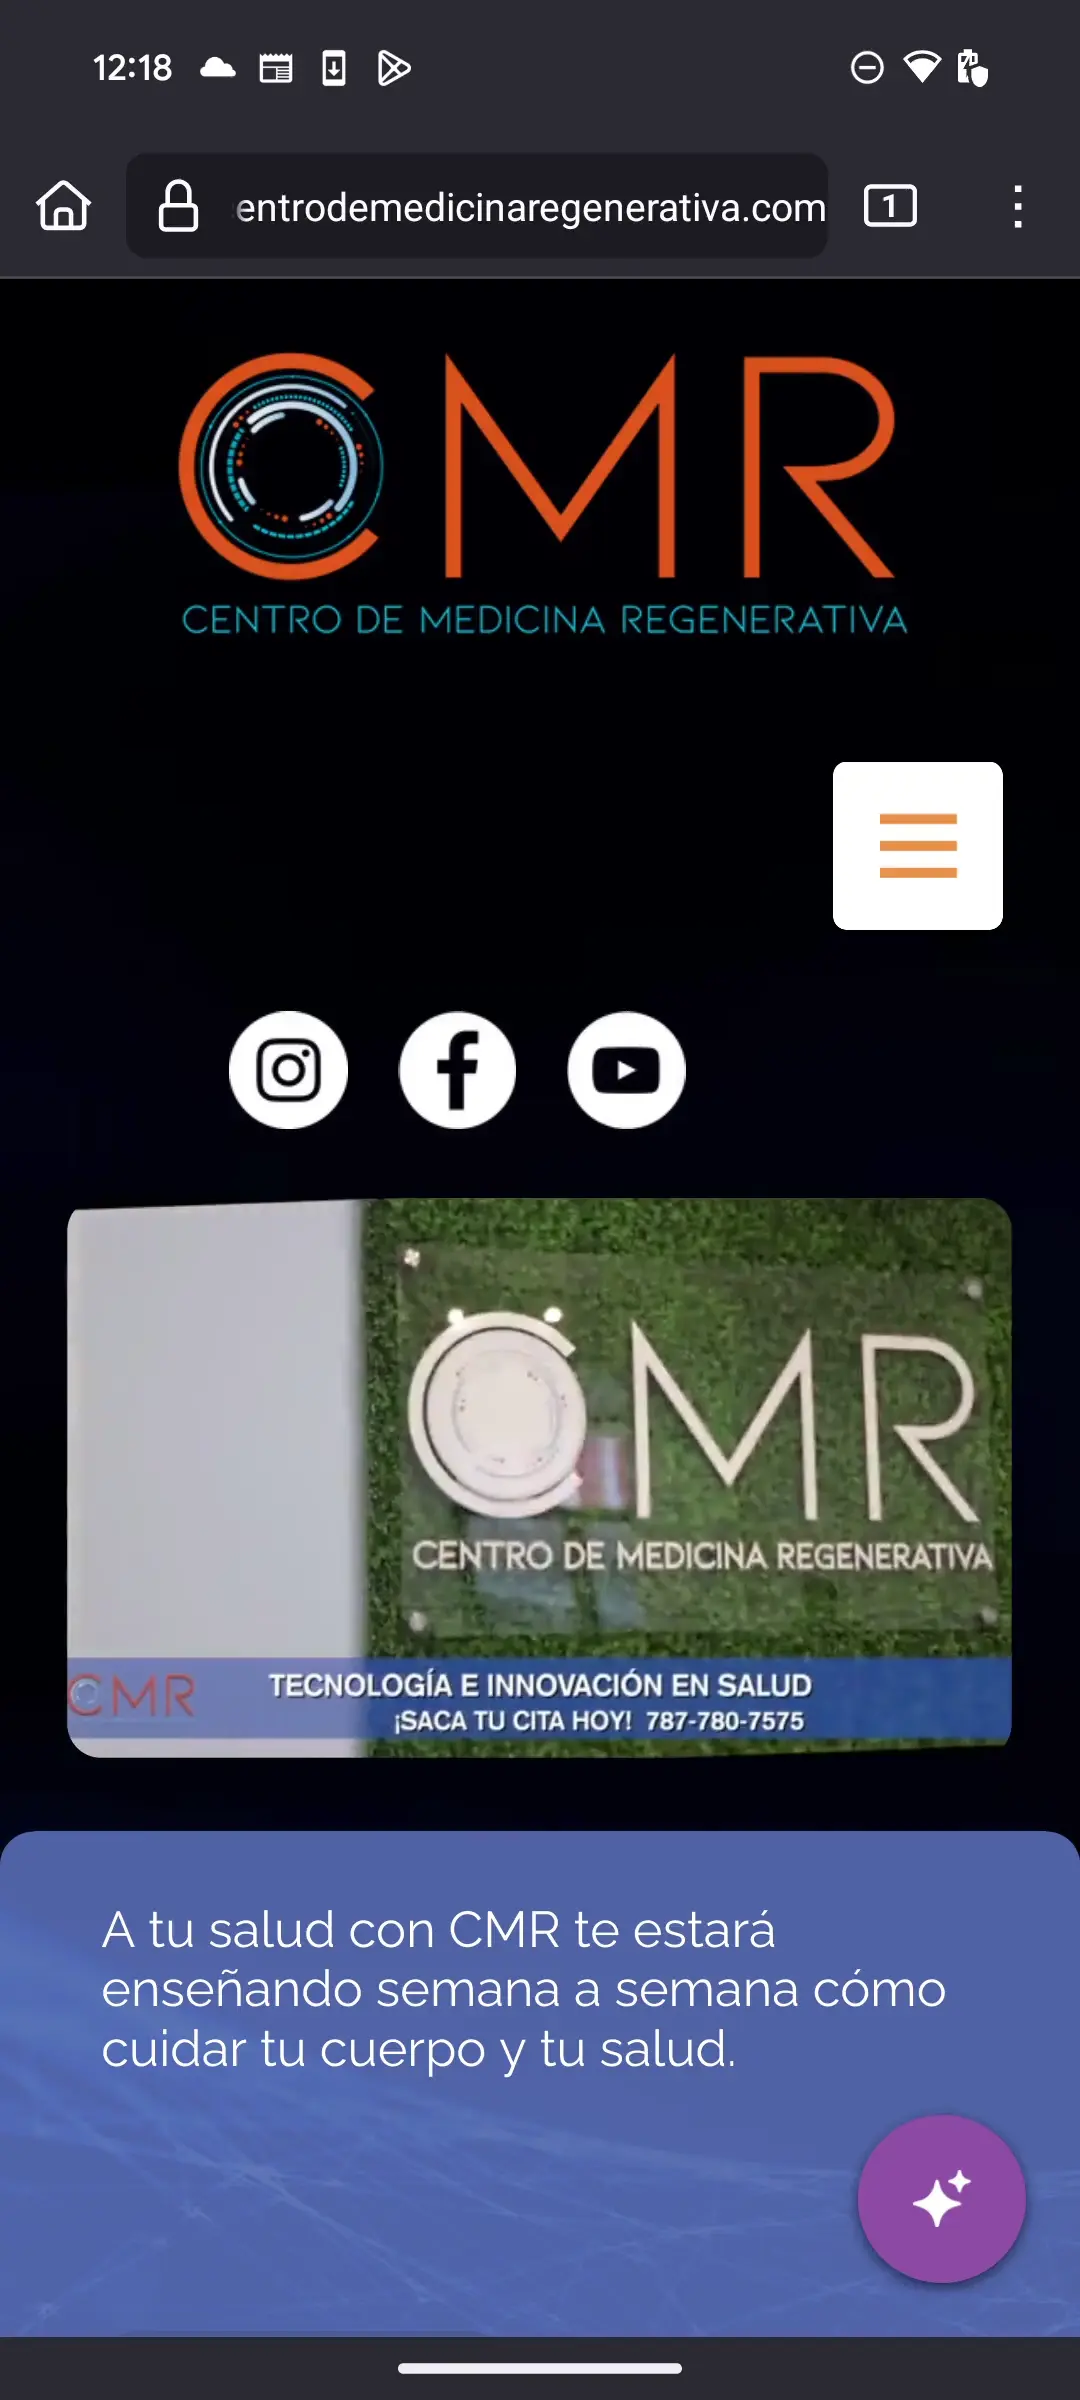 12:18
entrodemedicinaregenerativa.com
1
CMR
CENTRO DE MEDICINA REGENERATIVA
CMR
CENTRO DE MEDICINA REGENERATIVA
CMR
TECNOLOGÍA E INNOVACIÓN EN SALUD
¡SACA TU CITA HOY! 787-780-7575
A tu salud con CMR te estará
enseñando semana a semana cómo
cuidar tu cuerpo y tu salud.